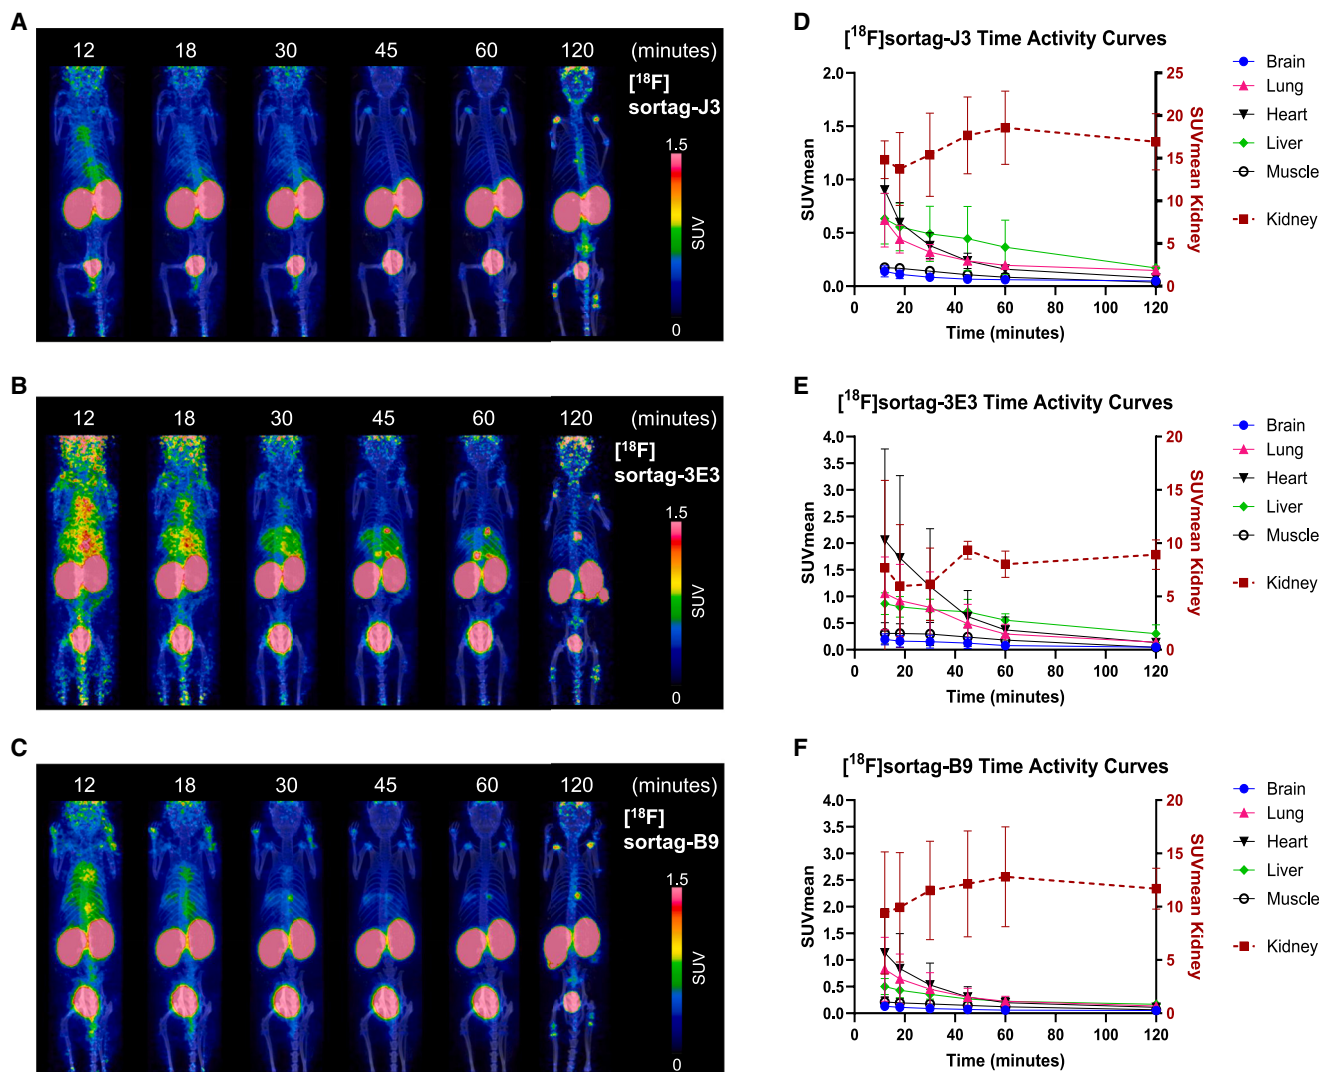 A
12 18 30 45 60 120 (minutes)
[18F]
sortag-J3
1.5
SUV
0
B
12 18 30 45 60 120 (minutes)
[18F]
sortag-3E3
1.5
SUV
0
C
12 18 30 45 60 120 (minutes)
[18F]
sortag-B9
1.5
SUV
0
D
[18F]sortag-J3 Time Activity Curves
2.0
1.5
1.0
0.5
0.0
SUVmean
25
20
15
10
5
0
SUVmean Kidney
0 20 40 60 80 100 120
Time (minutes)
Brain
Lung
Heart
Liver
Muscle
Kidney
E
[18F]sortag-3E3 Time Activity Curves
4.0
3.5
3.0
2.5
2.0
1.5
1.0
0.5
0.0
SUVmean
20
15
10
5
0
SUVmean Kidney
0 20 40 60 80 100 120
Time (minutes)
Brain
Lung
Heart
Liver
Muscle
Kidney
F
[18F]sortag-B9 Time Activity Curves
4.0
3.5
3.0
2.5
2.0
1.5
1.0
0.5
0.0
SUVmean
20
15
10
5
0
SUVmean Kidney
0 20 40 60 80 100 120
Time (minutes)
Brain
Lung
Heart
Liver
Muscle
Kidney